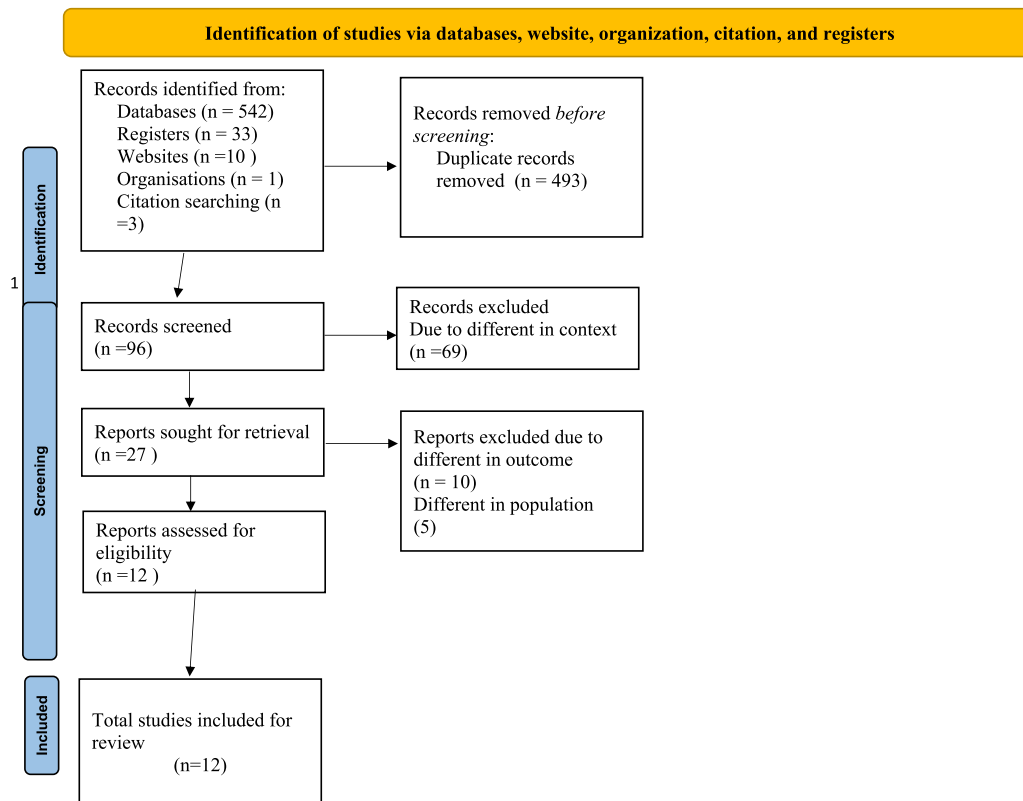 Identification of studies via databases, website, organization, citation, and registers
Records identified from:
Databases (n = 542)
Registers (n = 33)
Websites (n =10 )
Organisations (n = 1)
Citation searching (n
=3)
Records removed before
screening:
Duplicate records
removed  (n = 493)
Identification
1
Records screened
(n =96)
Records excluded
Due to different in context
(n =69)
Reports sought for retrieval
(n =27 )
Reports excluded due to
different in outcome
(n = 10)
Different in population
(5)
Screening
Reports assessed for
eligibility
(n =12 )
Included
Total studies included for
review
(n=12)